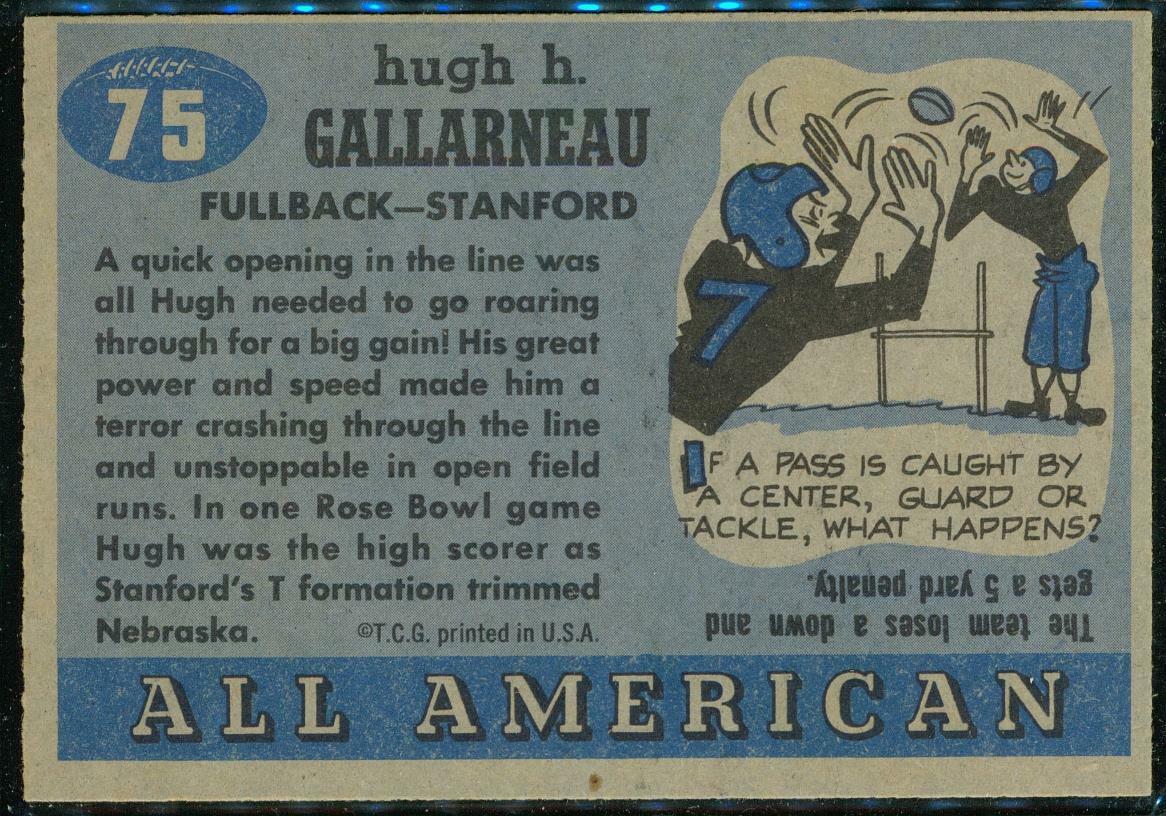 75
hugh h.
GALLARNEAU
FULLBACK—STANFORD
A quick opening in the line was
all Hugh needed to go roaring
through for a big gain! His great
power and speed made him a
terror crashing through the line
and unstoppable in open field
runs. In one Rose Bowl game
Hugh was the high scorer as
Stanford's T formation trimmed
Nebraska.
©T.C.G. printed in U.S.A.
7
IF A PASS IS CAUGHT BY
A CENTER, GUARD OR
TACKLE, WHAT HAPPENS?
The team loses a down and
gets a 5 yard penalty.
ALL AMERICAN